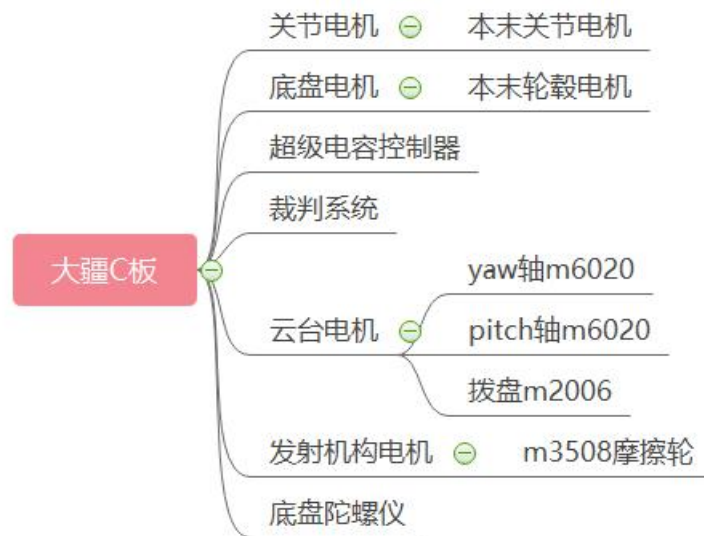 关节电机 本末关节电机
底盘电机 本末轮毂电机
超级电容控制器
裁判系统
大疆C板
yaw轴m6020
云台电机 pitch轴m6020
拨盘m2006
发射机构电机 m3508摩擦轮
底盘陀螺仪